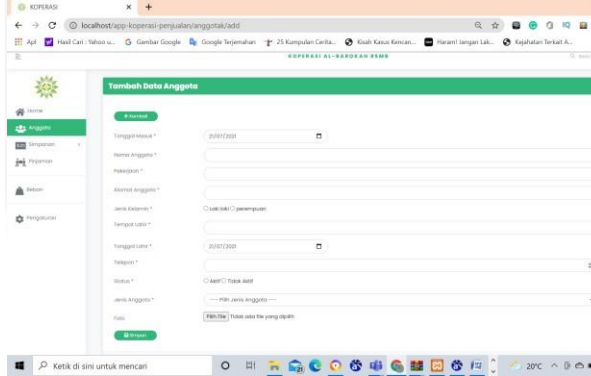 KOPERASI
localhost/app-koperasi-penjualan/anggotak/add
Apl
Hasil Cari : Yahoo u...
Gambar Google
Google Terjemahan
25 Kumpulan Cerita...
Kisah Kasus Kencan...
Haram! Jangan Lak...
Kejahatan Terkait A...
KOPERASI AL-BAROKAH RSMB
Tambah Data Anggota
Home
Kembali
Anggota
Tanggal Masuk *
21/07/2021
Simpanan
Nama Anggota *
Pinjaman
Pekerjaan *
Alamat Anggota *
Beban
Jenis Kelamin *
Laki laki
perempuan
Pengaturan
Tempat Lahir *
Tanggal Lahir *
21/07/2021
Telepon *
Status *
Aktif
Tidak Aktif
Jenis Anggota *
---- Pilih Jenis Anggota ----
Foto
Pilih File
Tidak ada file yang dipilih
Simpan
Ketik di sini untuk mencari
20°C